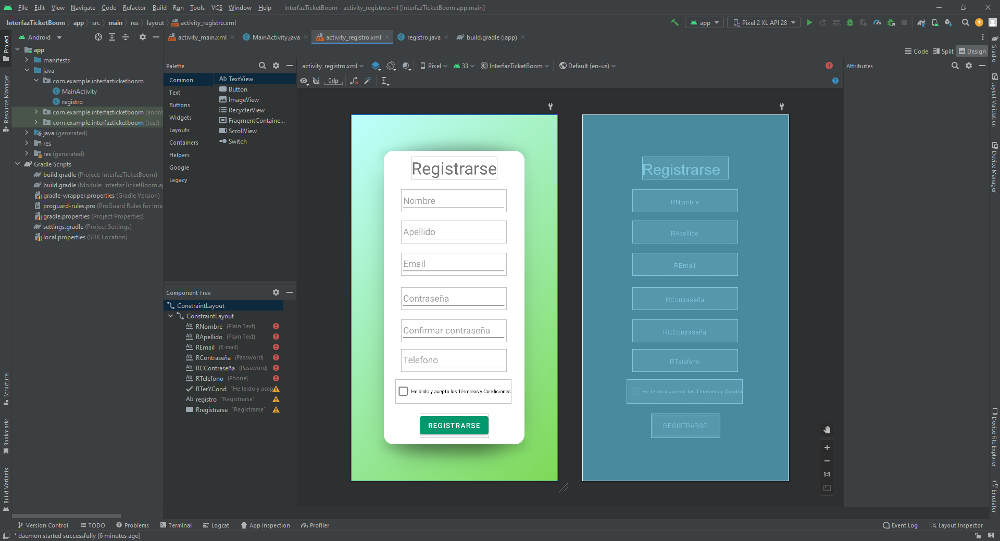 File Edit View Navigate Code Refactor Build Run Tools VCS Window Help InterfazTicketBoom - activity_registro.xml [InterfazTicketBoom.app.main]
InterfazTicketBoom app src main res layout activity_registro.xml app Pixel 2 XL API 28
Android activity_main.xml MainActivity.java activity_registro.xml registro.java build.gradle (:app)
Code Split Design
Project
Resource Manager
Structure
Bookmarks
Build Variants
app
manifests
java
com.example.interfazticketboom
MainActivity
registro
com.example.interfazticketboom (andro
com.example.interfazticketboom (test)
java (generated)
res
res (generated)
Gradle Scripts
build.gradle (Project: InterfazTicketBoom)
build.gradle (Module: InterfazTicketBoom.ap
gradle-wrapper.properties (Gradle Version)
proguard-rules.pro (ProGuard Rules for Inte
gradle.properties (Project Properties)
settings.gradle (Project Settings)
local.properties (SDK Location)
Palette
Common
Text
Buttons
Widgets
Layouts
Containers
Helpers
Google
Legacy
Ab TextView
Button
ImageView
RecyclerView
FragmentContaine...
ScrollView
Switch
Component Tree
ConstraintLayout
ConstraintLayout
Ab RNombre (Plain Text)
Ab RApellido (Plain Text)
Ab REmail (E-mail)
Ab RContraseña (Password)
Ab RCContraseña (Password)
Ab RTelefono (Phone)
RTerYCond "He leido y acep
Ab registro "Registrarse"
Rregistrarse "Registrarse"
activity_registro.xml Pixel 33 InterfazTicketBoom Default (en-us)
0dp
Registrarse
Nombre
Apellido
Email
Contraseña
Confirmar contraseña
Telefono
He leido y acepto los Términos y Condiciones
REGISTRARSE
Registrarse
RNombre
RApellido
REmail
RContraseña
RCContraseña
RTelefono
He leido y acepto los Términos y Condic
REGISTRARSE
1:1
Attributes
Gradle
Layout Validation
Device Manager
Device File Explorer
Emulator
Version Control TODO Problems Terminal Logcat App Inspection Profiler Event Log Layout Inspector
* daemon started successfully (6 minutes ago)